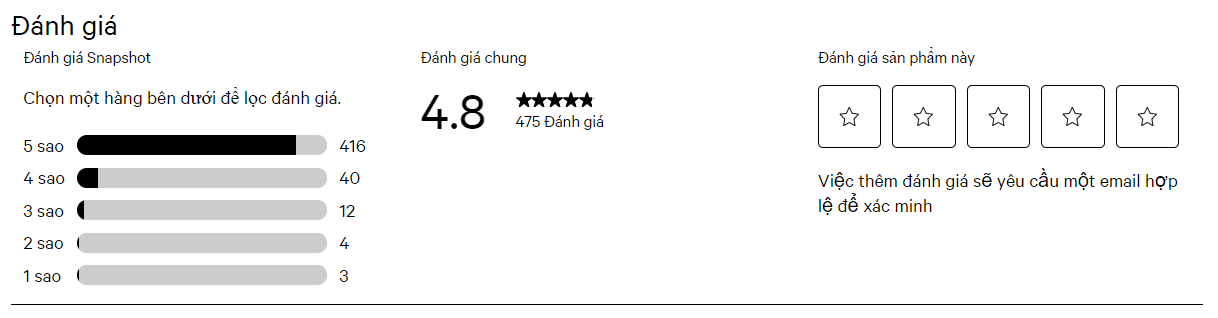 Đánh giá
Đánh giá Snapshot
Chọn một hàng bên dưới để lọc đánh giá.
5 sao 416
4 sao 40
3 sao 12
2 sao 4
1 sao 3
Đánh giá chung
4.8
475 Đánh giá
Đánh giá sản phẩm này
Việc thêm đánh giá sẽ yêu cầu một email hợp
lệ để xác minh